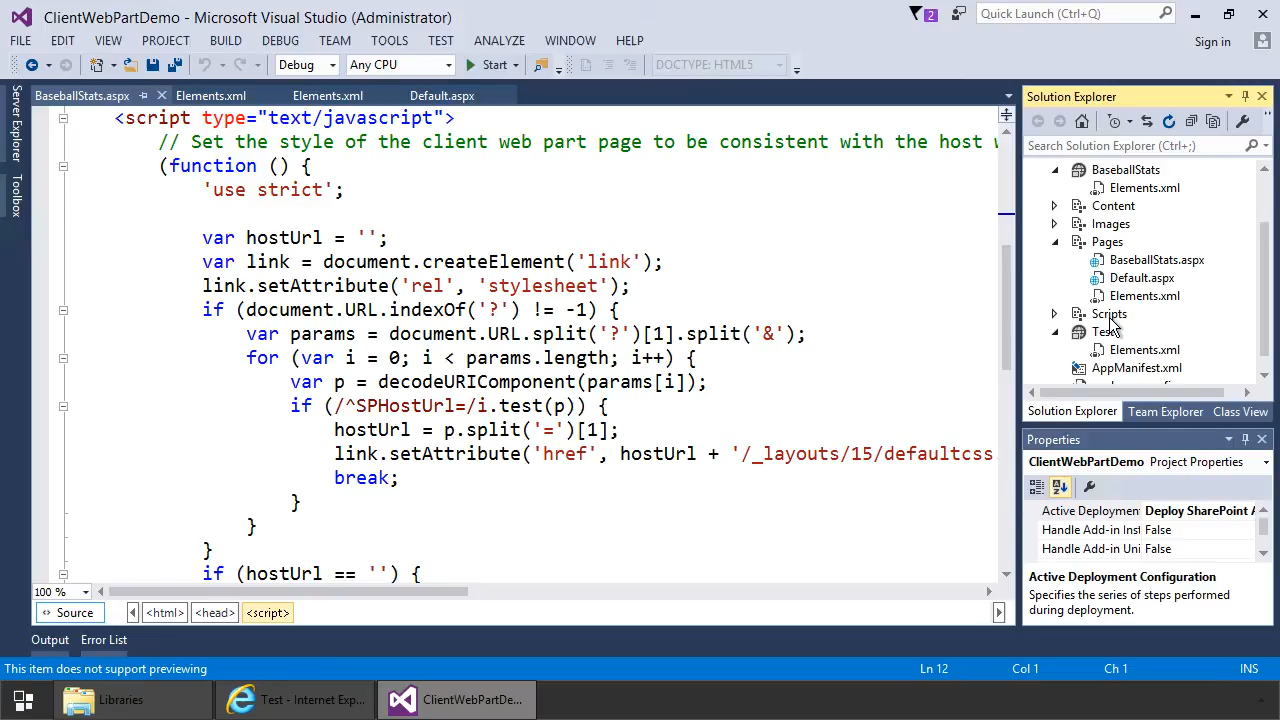 ClientWebPartDemo - Microsoft Visual Studio (Administrator)
2
Quick Launch (Ctrl+Q)
FILE EDIT VIEW PROJECT BUILD DEBUG TEAM TOOLS TEST ANALYZE WINDOW HELP
Sign in
Debug Any CPU Start DOCTYPE: HTML5
Server Explorer
Toolbox
BaseballStats.aspx Elements.xml Elements.xml Default.aspx
<script type="text/javascript">
// Set the style of the client web part page to be consistent with the host w
(function () {
'use strict';
var hostUrl = '';
var link = document.createElement('link');
link.setAttribute('rel', 'stylesheet');
if (document.URL.indexOf('?') != -1) {
var params = document.URL.split('?')[1].split('&');
for (var i = 0; i < params.length; i++) {
var p = decodeURIComponent(params[i]);
if (/^SPHostUrl=/i.test(p)) {
hostUrl = p.split('=')[1];
link.setAttribute('href', hostUrl + '/_layouts/15/defaultcss.
break;
}
}
}
if (hostUrl == '') {
100 %
Source <html> <head> <script>
Solution Explorer
Search Solution Explorer (Ctrl+;)
BaseballStats
Elements.xml
Content
Images
Pages
BaseballStats.aspx
Default.aspx
Elements.xml
Scripts
Elements.xml
AppManifest.xml
Solution Explorer Team Explorer Class View
Properties
ClientWebPartDemo Project Properties
Active Deploymen Deploy SharePoint A
Handle Add-in Inst False
Handle Add-in Uni False
Active Deployment Configuration
Specifies the series of steps performed
during deployment.
Output Error List
This item does not support previewing
Ln 12 Col 1 Ch 1 INS
Libraries
Test - Internet Exp...
ClientWebPartDe...